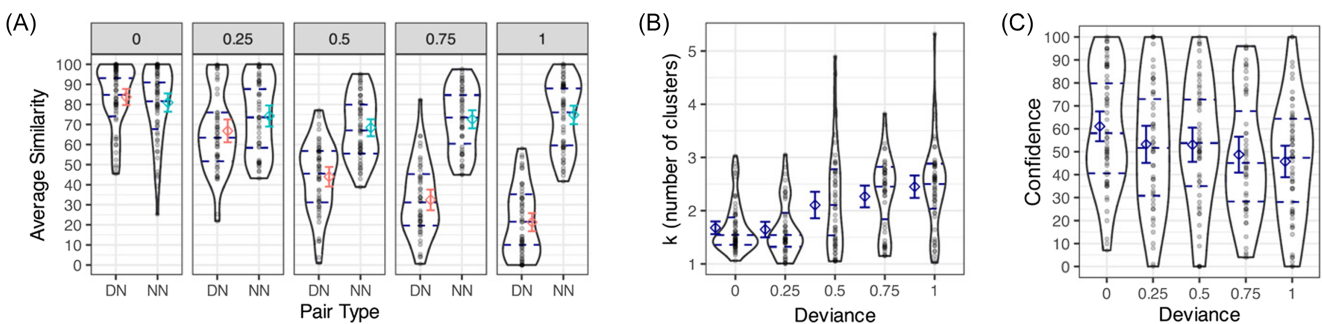 (A)
0 0.25 0.5 0.75 1
Average Similarity
100
90
80
70
60
50
40
30
20
10
0
DN NN DN NN DN NN DN NN DN NN
Pair Type
(B)
k (number of clusters)
5
4
3
2
1
0 0.25 0.5 0.75 1
Deviance
(C)
Confidence
100
90
80
70
60
50
40
30
20
10
0
0 0.25 0.5 0.75 1
Deviance